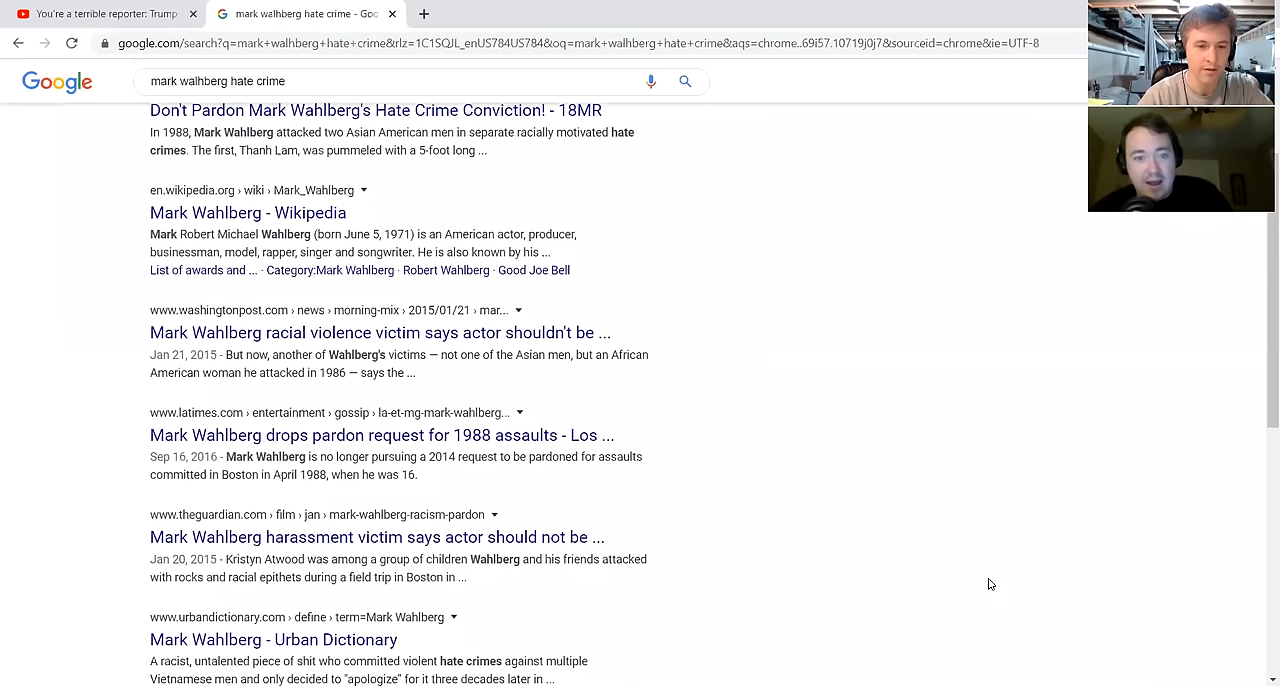 You're a terrible reporter: Trump
mark wahlberg hate crime - Goo
google.com/search?q=mark+walhberg+hate+crime&rlz=1C1SQJL_enUS784US784&oq=mark+walhberg+hate+crime&aqs=chrome..69i57.10719j0j7&sourceid=chrome&ie=UTF-8
Google
mark walhberg hate crime
Don't Pardon Mark Wahlberg's Hate Crime Conviction! - 18MR
In 1988, Mark Wahlberg attacked two Asian American men in separate racially motivated hate
crimes. The first, Thanh Lam, was pummeled with a 5-foot long ...
en.wikipedia.org › wiki › Mark_Wahlberg
Mark Wahlberg - Wikipedia
Mark Robert Michael Wahlberg (born June 5, 1971) is an American actor, producer,
businessman, model, rapper, singer and songwriter. He is also known by his ...
List of awards and ... · Category:Mark Wahlberg · Robert Wahlberg · Good Joe Bell
www.washingtonpost.com › news › morning-mix › 2015/01/21 › mar...
Mark Wahlberg racial violence victim says actor shouldn't be ...
Jan 21, 2015 - But now, another of Wahlberg's victims — not one of the Asian men, but an African
American woman he attacked in 1986 — says the ...
www.latimes.com › entertainment › gossip › la-et-mg-mark-wahlberg...
Mark Wahlberg drops pardon request for 1988 assaults - Los ...
Sep 16, 2016 - Mark Wahlberg is no longer pursuing a 2014 request to be pardoned for assaults
committed in Boston in April 1988, when he was 16.
www.theguardian.com › film › jan › mark-wahlberg-racism-pardon
Mark Wahlberg harassment victim says actor should not be ...
Jan 20, 2015 - Kristyn Atwood was among a group of children Wahlberg and his friends attacked
with rocks and racial epithets during a field trip in Boston in ...
www.urbandictionary.com › define › term=Mark Wahlberg
Mark Wahlberg - Urban Dictionary
A racist, untalented piece of shit who committed violent hate crimes against multiple
Vietnamese men and only decided to "apologize" for it three decades later in ...